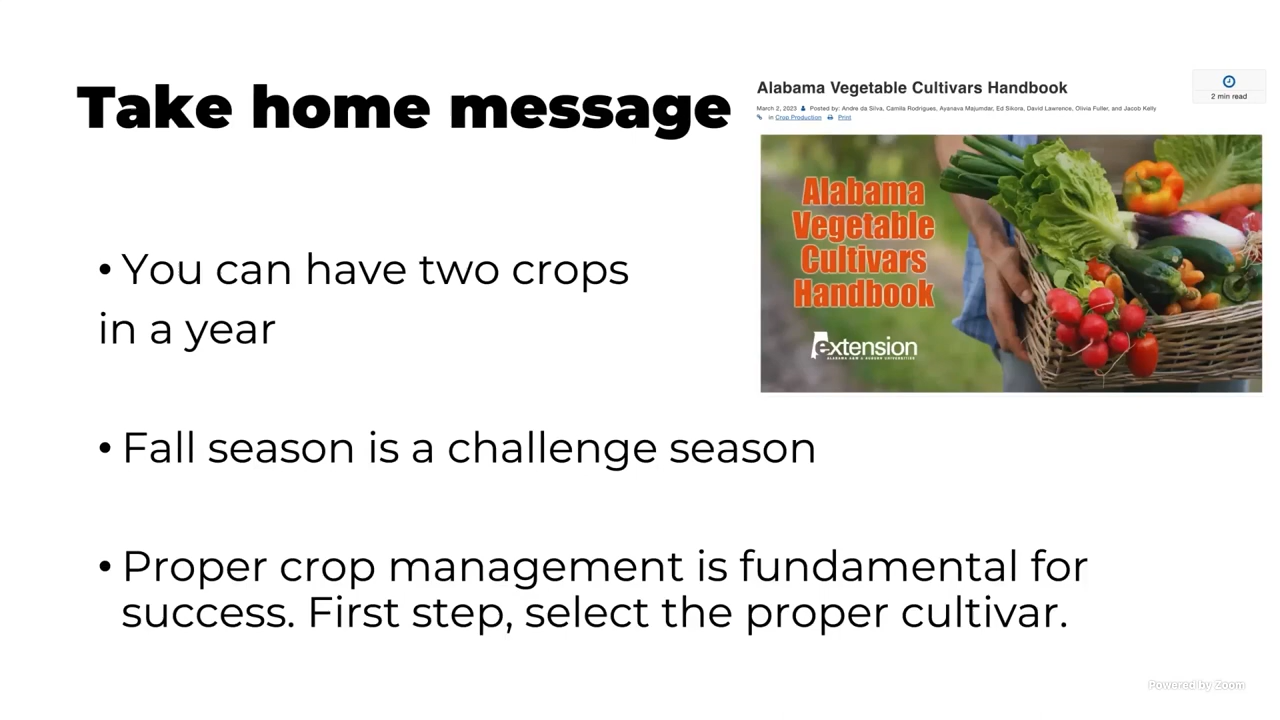 Take home message
Alabama Vegetable Cultivars Handbook
2 min read
March 2, 2023 Posted by: Andre da Silva, Camila Rodrigues, Ayanava Majumdar, Ed Sikora, David Lawrence, Olivia Fuller, and Jacob Kelly
in Crop Production Print
Alabama
Vegetable
Cultivars
Handbook
extension
ALABAMA A&M & AUBURN UNIVERSITIES
• You can have two crops
in a year
• Fall season is a challenge season
• Proper crop management is fundamental for
success. First step, select the proper cultivar.
Powered by Zoom